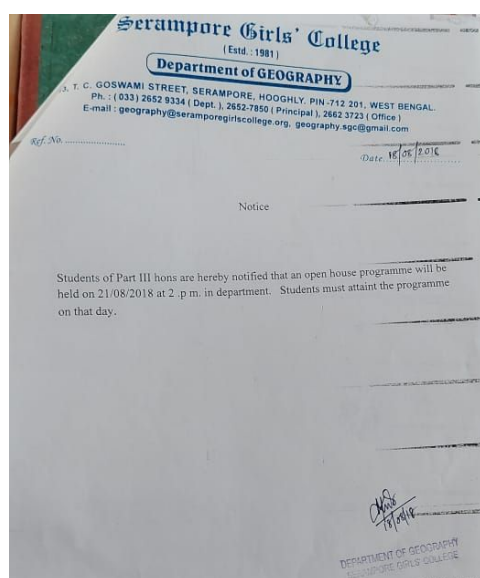 Serampore Girls' College
( Estd. : 1981 )
Department of GEOGRAPHY
3, T. C. GOSWAMI STREET, SERAMPORE, HOOGHLY. PIN -712 201, WEST BENGAL.
Ph. : ( 033) 2652 9334 ( Dept. ), 2652-7850 ( Principal ), 2662 3723 ( Office )
E-mail : geography@seramporegirlscollege.org, geography.sgc@gmail.com
Ref. No. ......................
Date 18/08/2018
Notice
Students of Part III hons are hereby notified that an open house programme will be
held on 21/08/2018 at 2 .p m. in department. Students must attaint the programme
on that day.
18/08/18
DEPARTMENT OF GEOGRAPHY
SERAMPORE GIRLS' COLLEGE